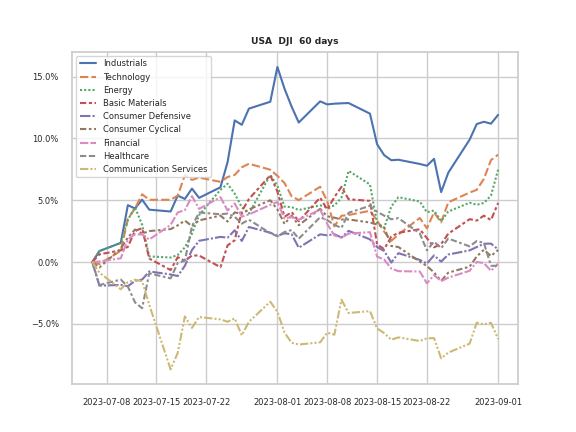 USA  DJI  60 days
15.0%
10.0%
5.0%
0.0%
−5.0%
Industrials
Technology
Energy
Basic Materials
Consumer Defensive
Consumer Cyclical
Financial
Healthcare
Communication Services
2023-07-08 2023-07-15 2023-07-22 2023-08-01 2023-08-08 2023-08-15 2023-08-22 2023-09-01